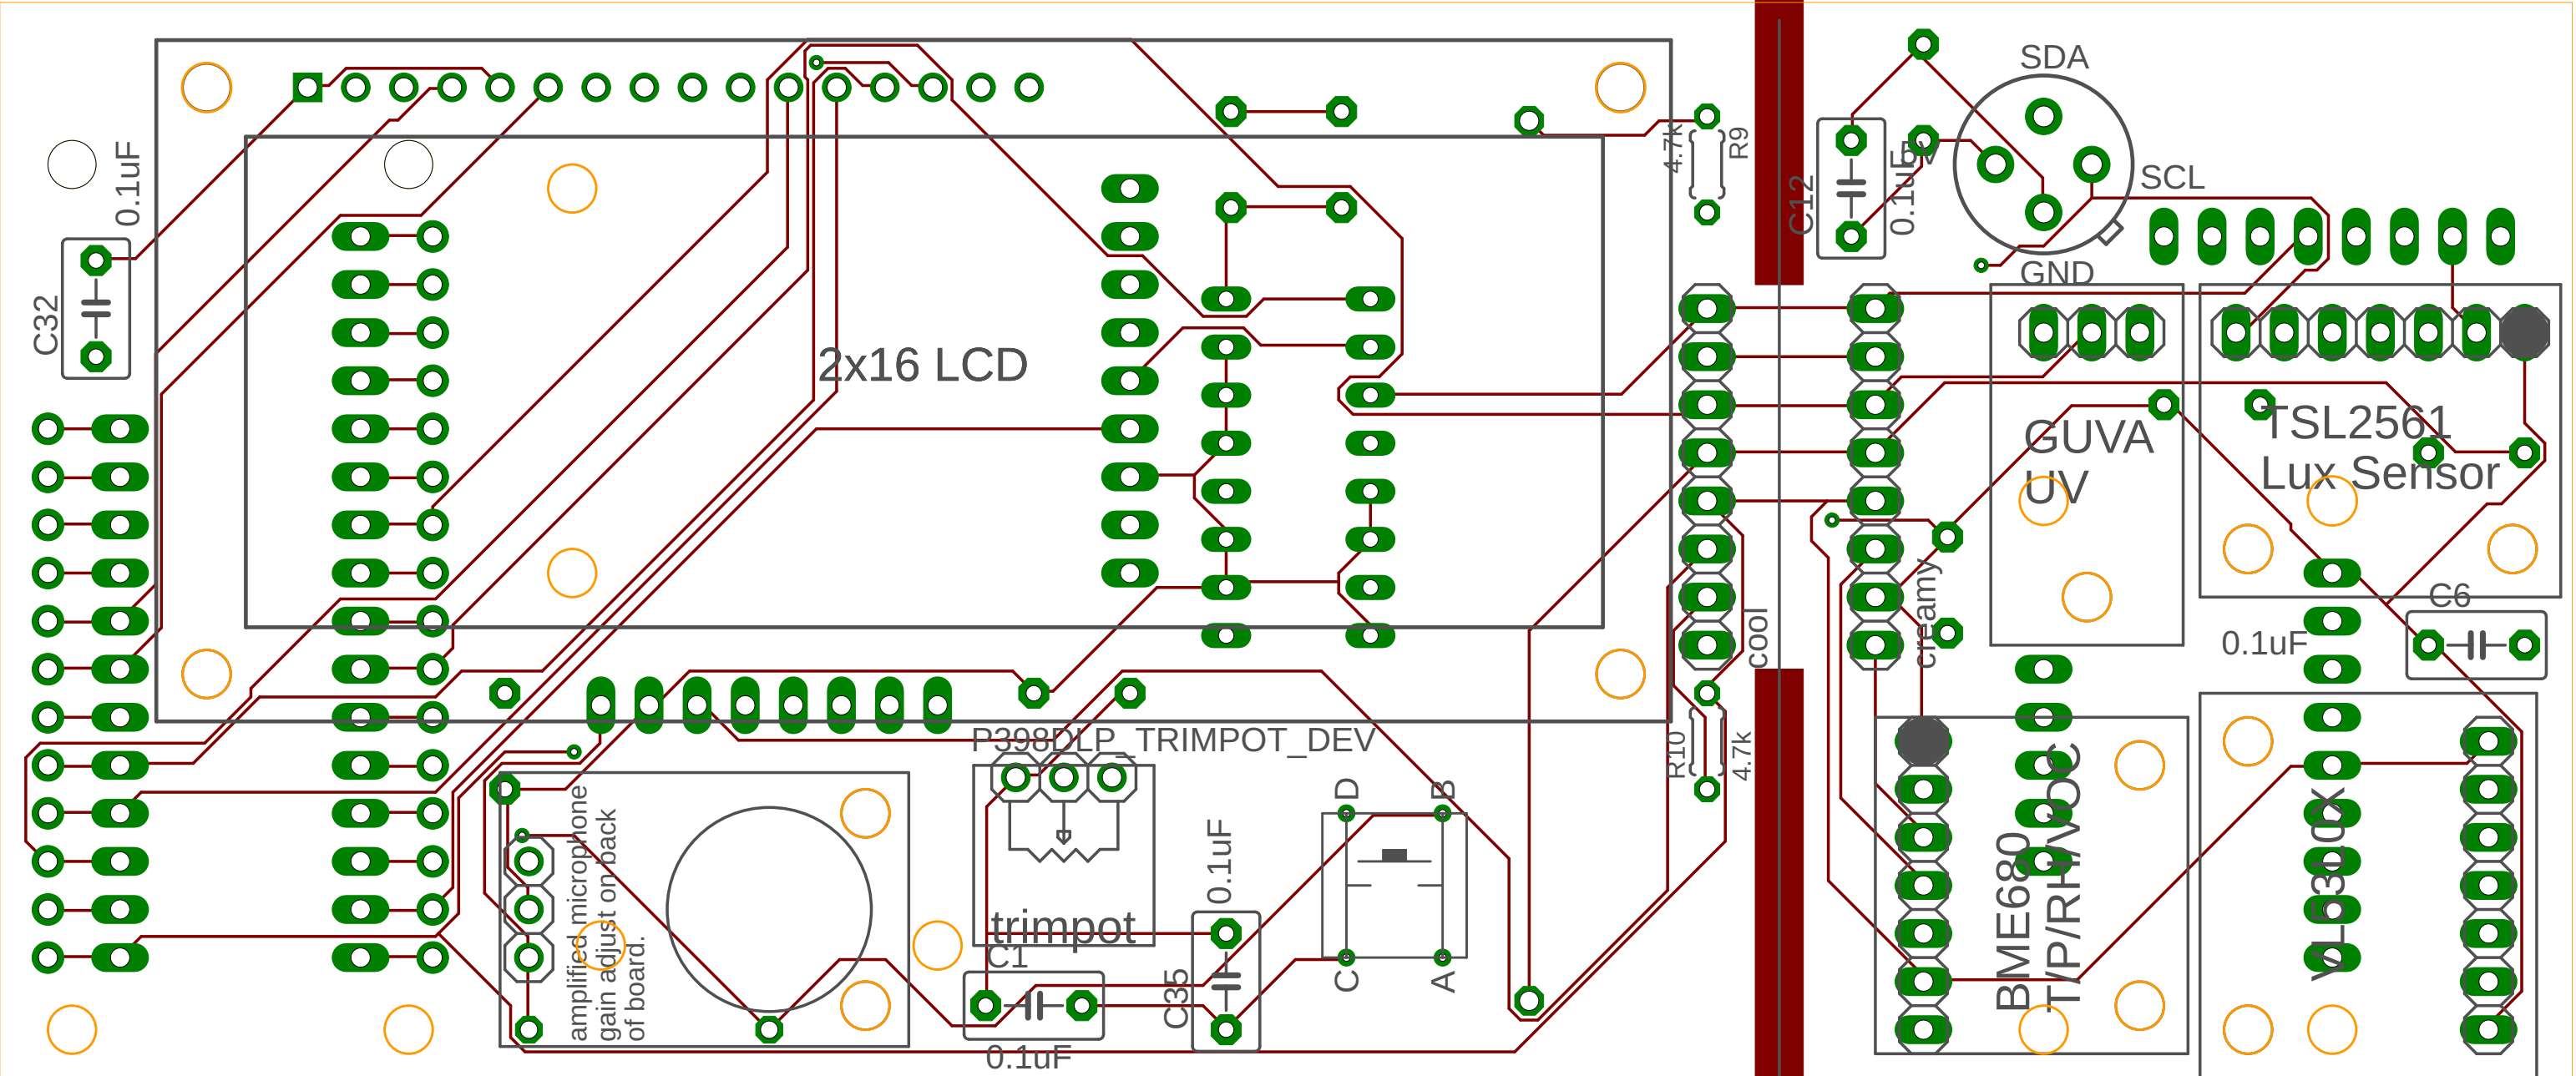 SDA
0.1uF
4.7k
R9
5V
C12
0.1uF
SCL
GND
C32
2x16 LCD
GUVA
UV
TSL2561
Lux Sensor
creamy
cool
C6
0.1uF
P398DLP_TRIMPOT_DEV
R10
4.7k
D
B
amplified microphone
gain adjust on back
of board.
0.1uF
trimpot
C1
C35
C
A
0.1uF
BME680
T/P/RH/VOC
VL53L0X